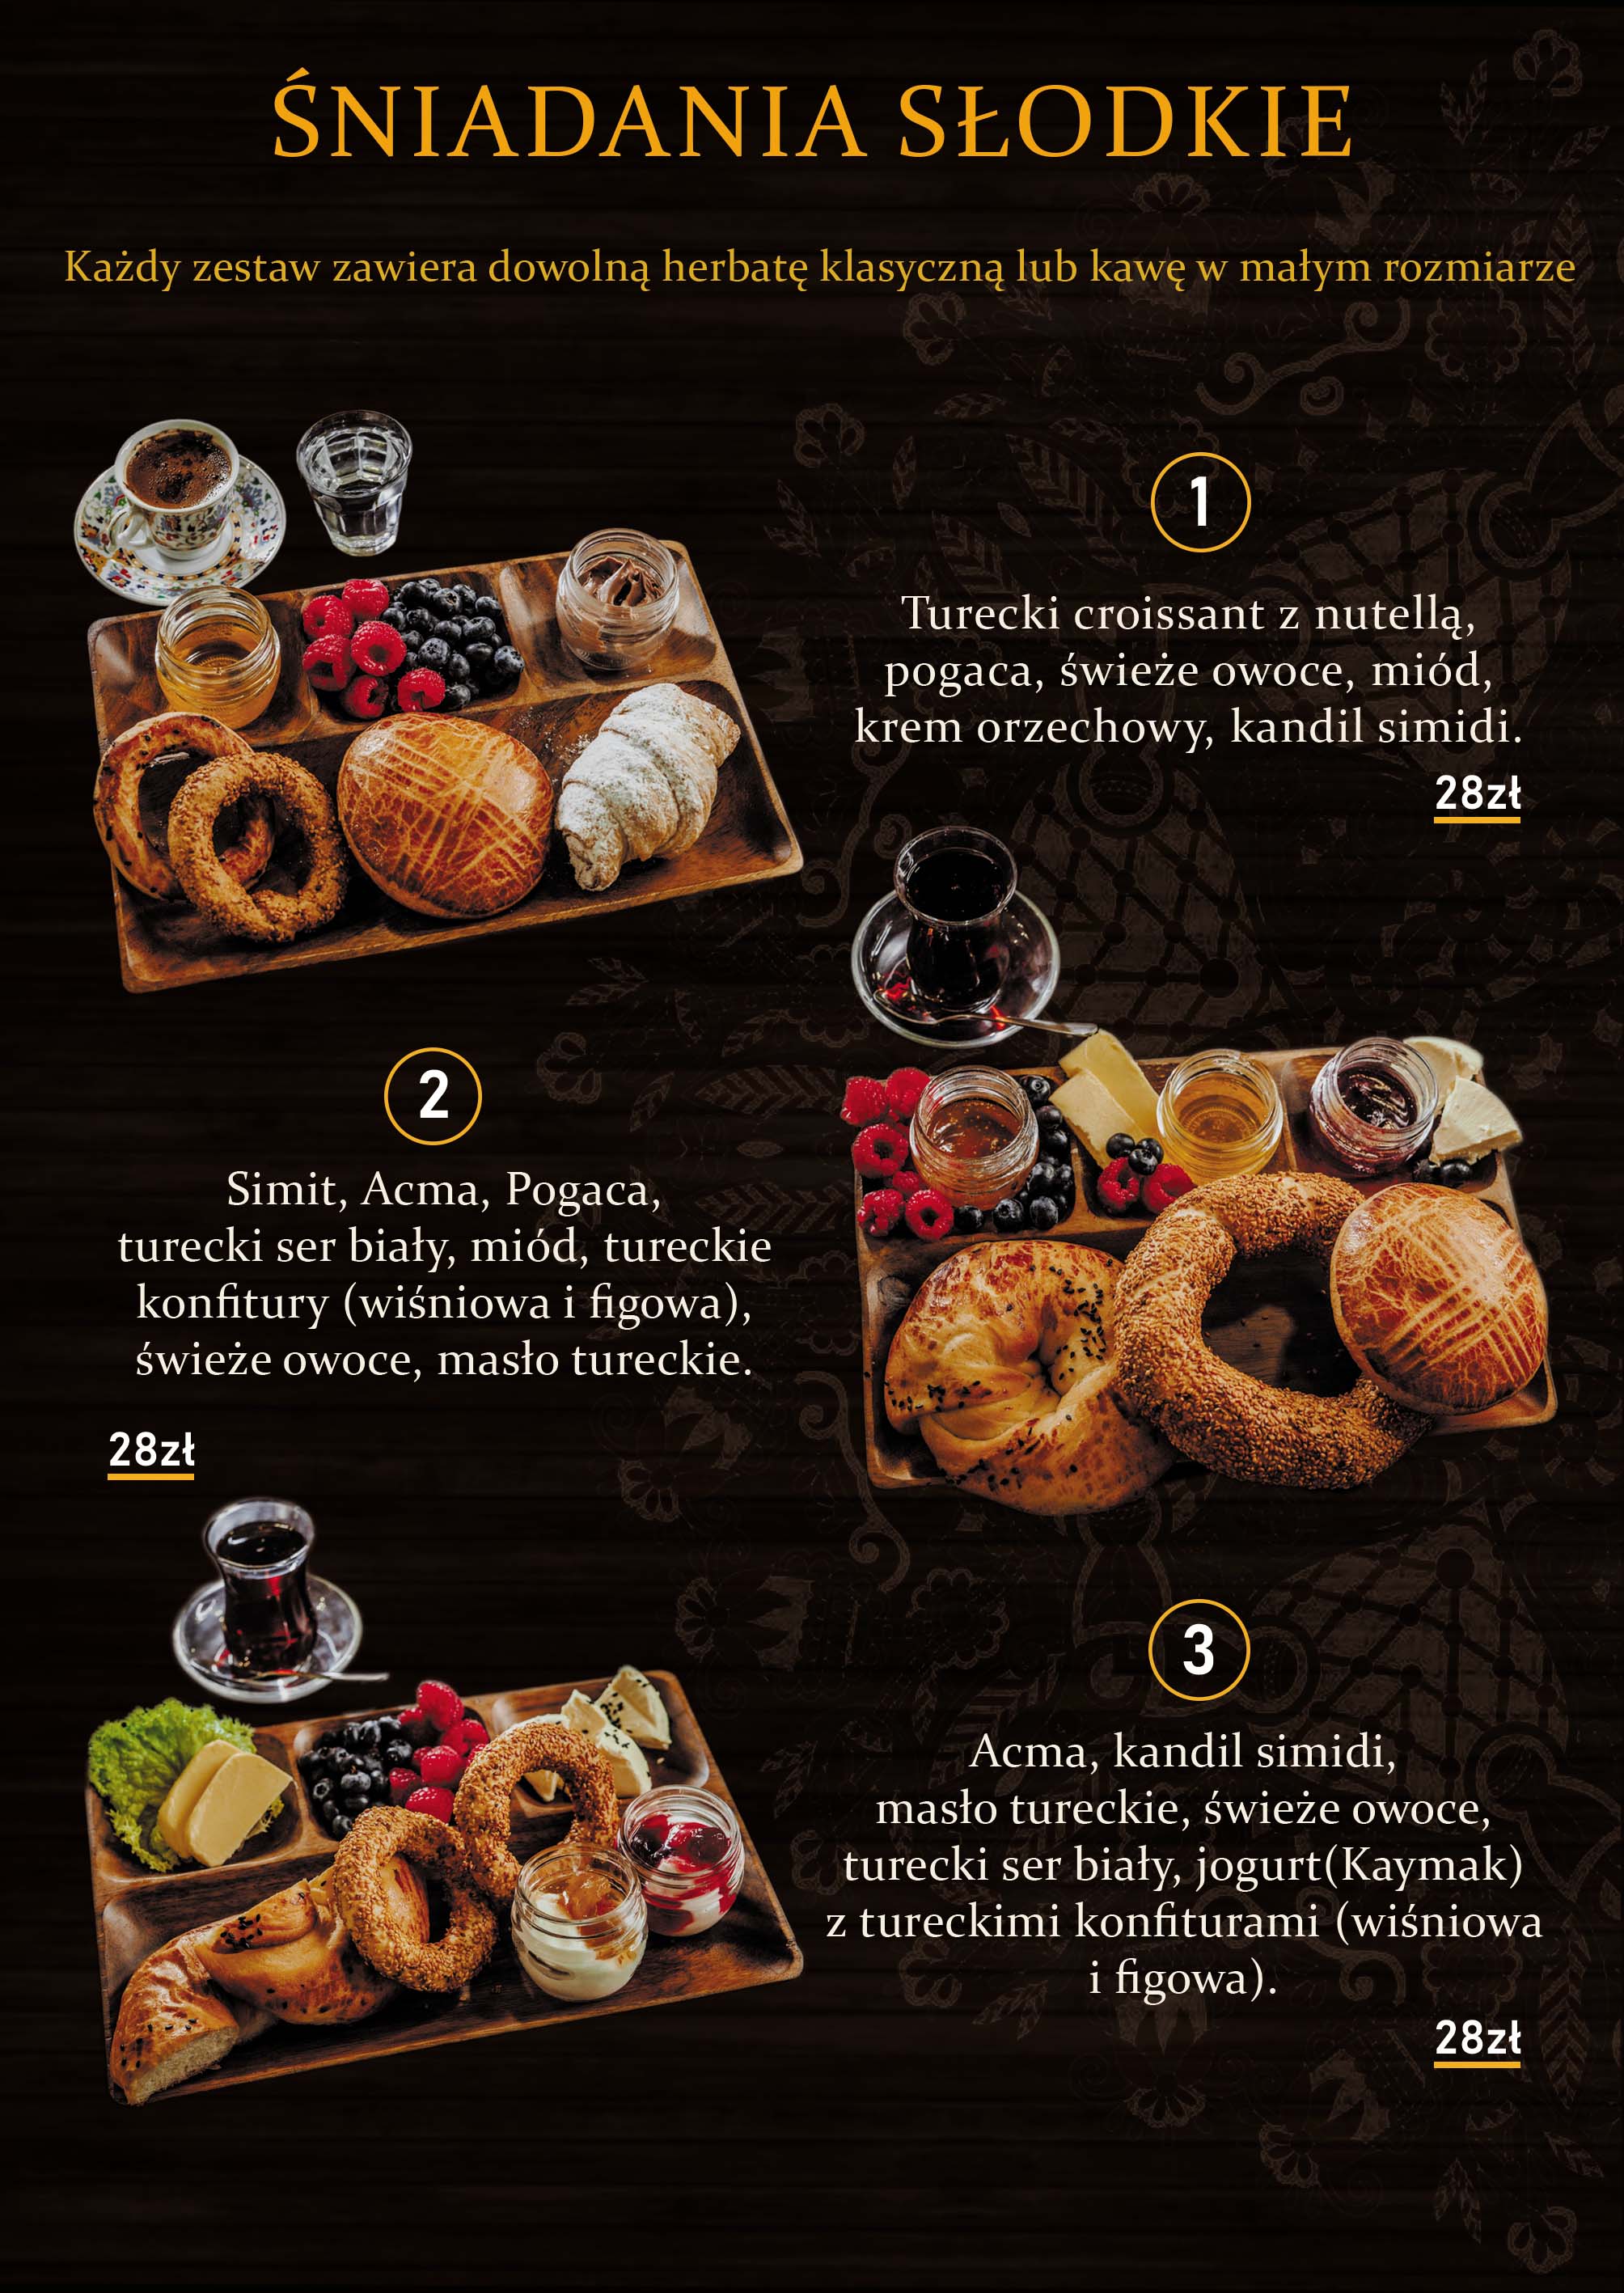 ŚNIADANIA SŁODKIE
Każdy zestaw zawiera dowolną herbatę klasyczną lub kawę w małym rozmiarze
1
Turecki croissant z nutellą,
pogaca, świeże owoce, miód,
krem orzechowy, kandil simidi.
28zł
2
Simit, Acma, Pogaca,
turecki ser biały, miód, tureckie
konfitury (wiśniowa i figowa),
świeże owoce, masło tureckie.
28zł
3
Acma, kandil simidi,
masło tureckie, świeże owoce,
turecki ser biały, jogurt(Kaymak)
z tureckimi konfiturami (wiśniowa
i figowa).
28zł